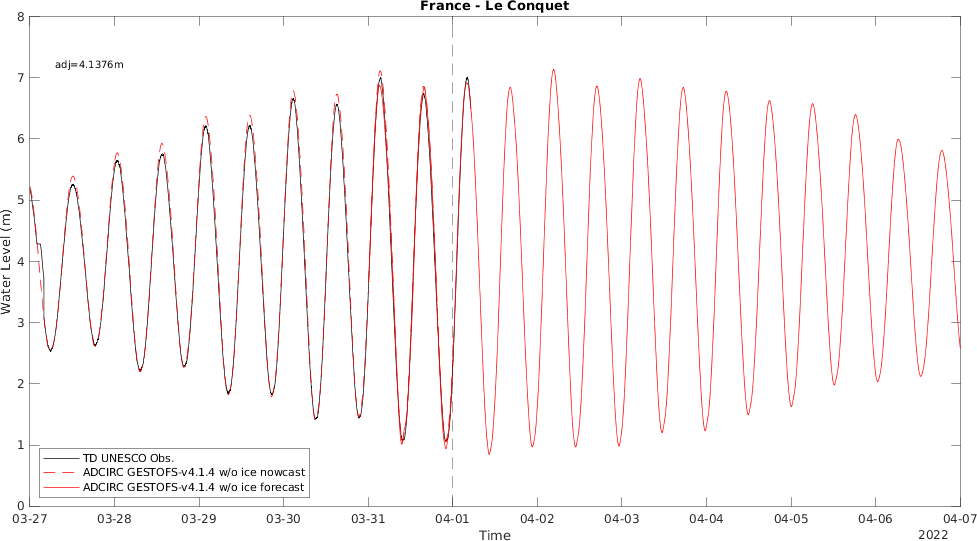 France - Le Conquet
8
7
6
5
4
3
2
1
0
Water Level (m)
adj=4.1376m
TD UNESCO Obs.
ADCIRC GESTOFS-v4.1.4 w/o ice nowcast
ADCIRC GESTOFS-v4.1.4 w/o ice forecast
03-27 03-28 03-29 03-30 03-31 04-01 04-02 04-03 04-04 04-05 04-06 04-07
Time
2022